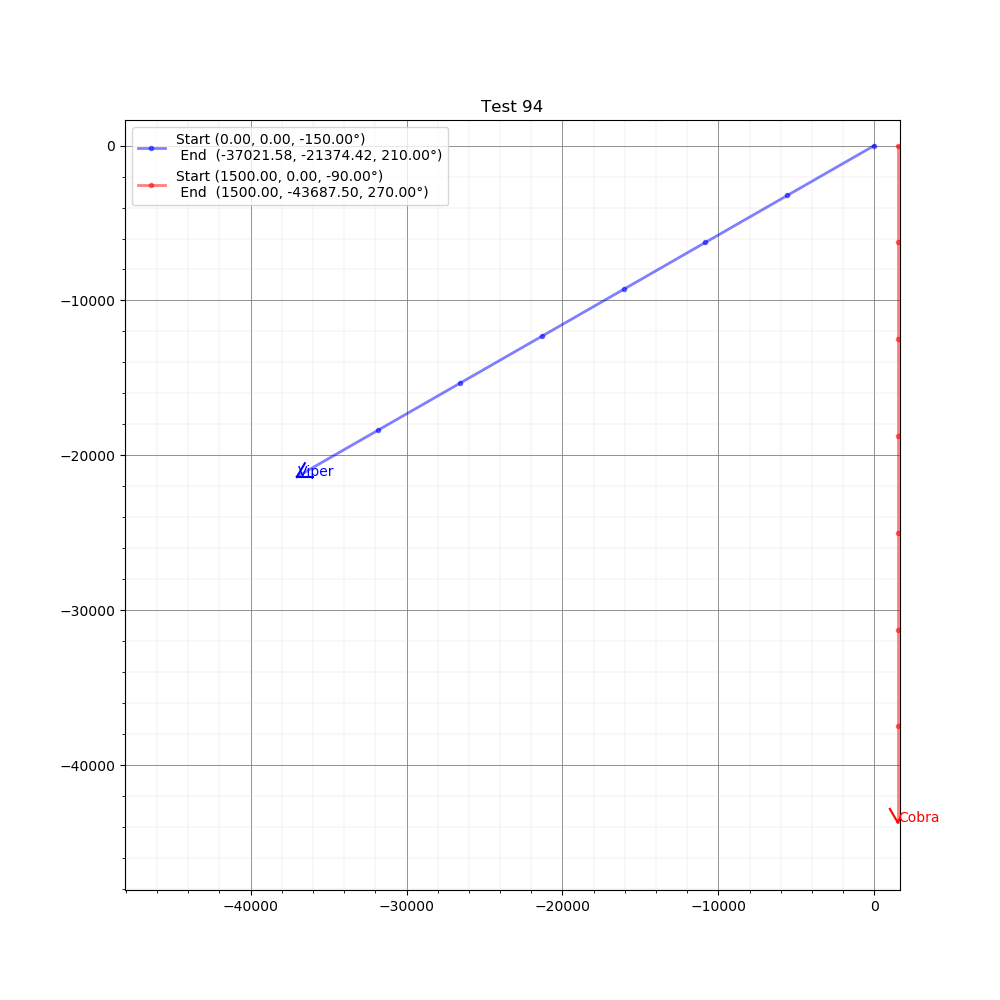 Test 94
Start (0.00, 0.00, -150.00°)
End (-37021.58, -21374.42, 210.00°)
Start (1500.00, 0.00, -90.00°)
End (1500.00, -43687.50, 270.00°)
0
−10000
−20000
−30000
−40000
Viper
Cobra
−40000
−30000
−20000
−10000
0